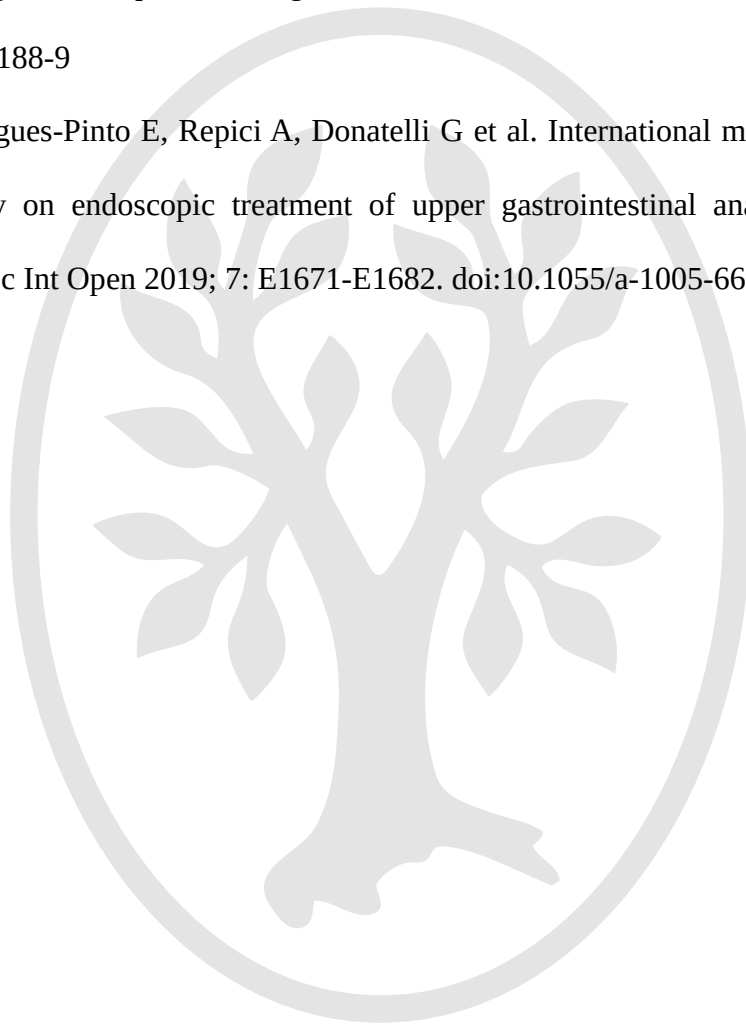 188-9
gues-Pinto E, Repici A, Donatelli G et al. International m
on endoscopic treatment of upper gastrointestinal ana
c Int Open 2019; 7: E1671-E1682. doi:10.1055/a-1005-66